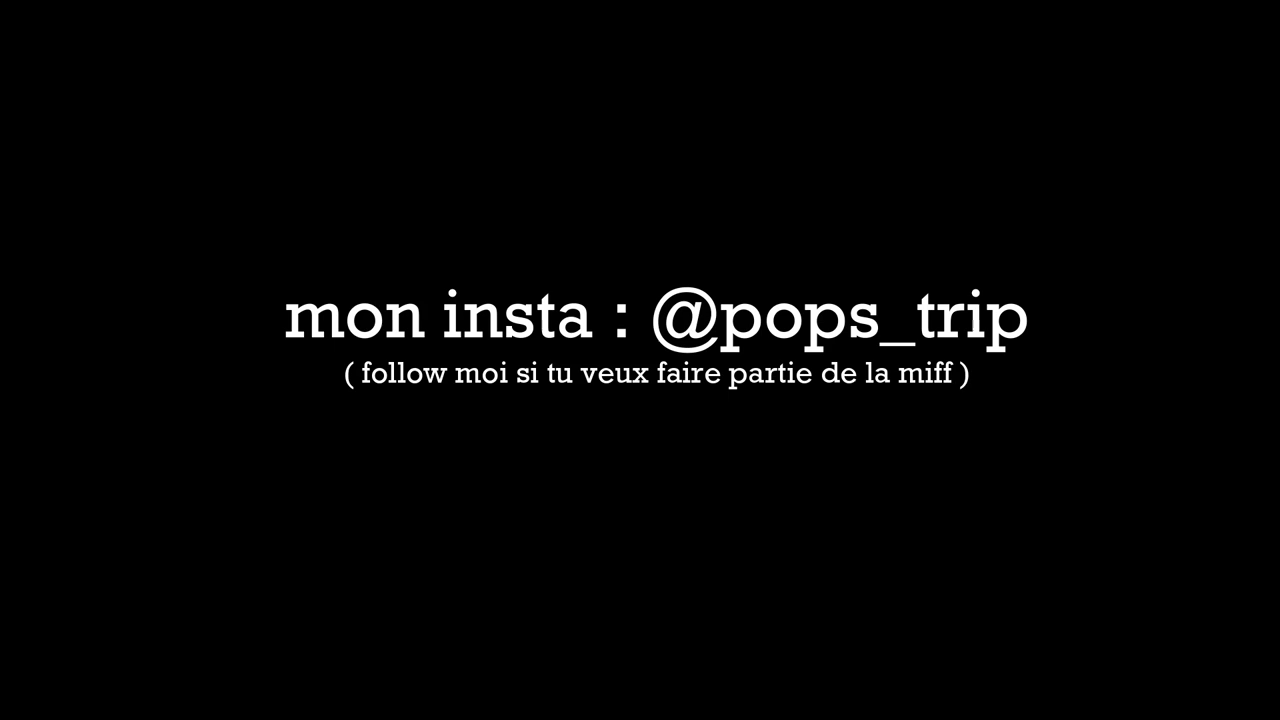 mon insta : @pops_trip
( follow moi si tu veux faire partie de la miff )